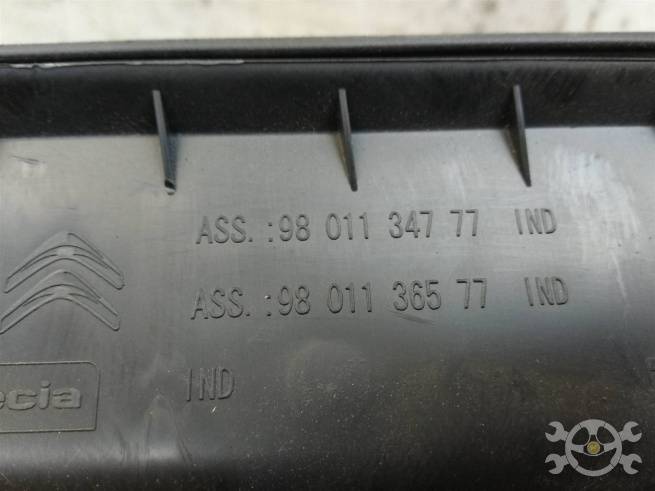 ASS.:98 011 347 77 IND
ASS.:98 011 365 77 IND
IND
ecia